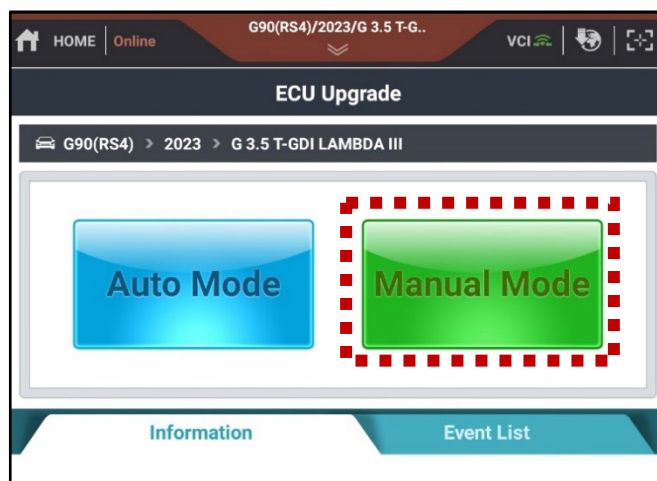 HOME Online G90(RS4)/2023/G 3.5 T-G.. VCI
ECU Upgrade
G90(RS4) > 2023 > G 3.5 T-GDI LAMBDA III
Auto Mode Manual Mode
Information Event List